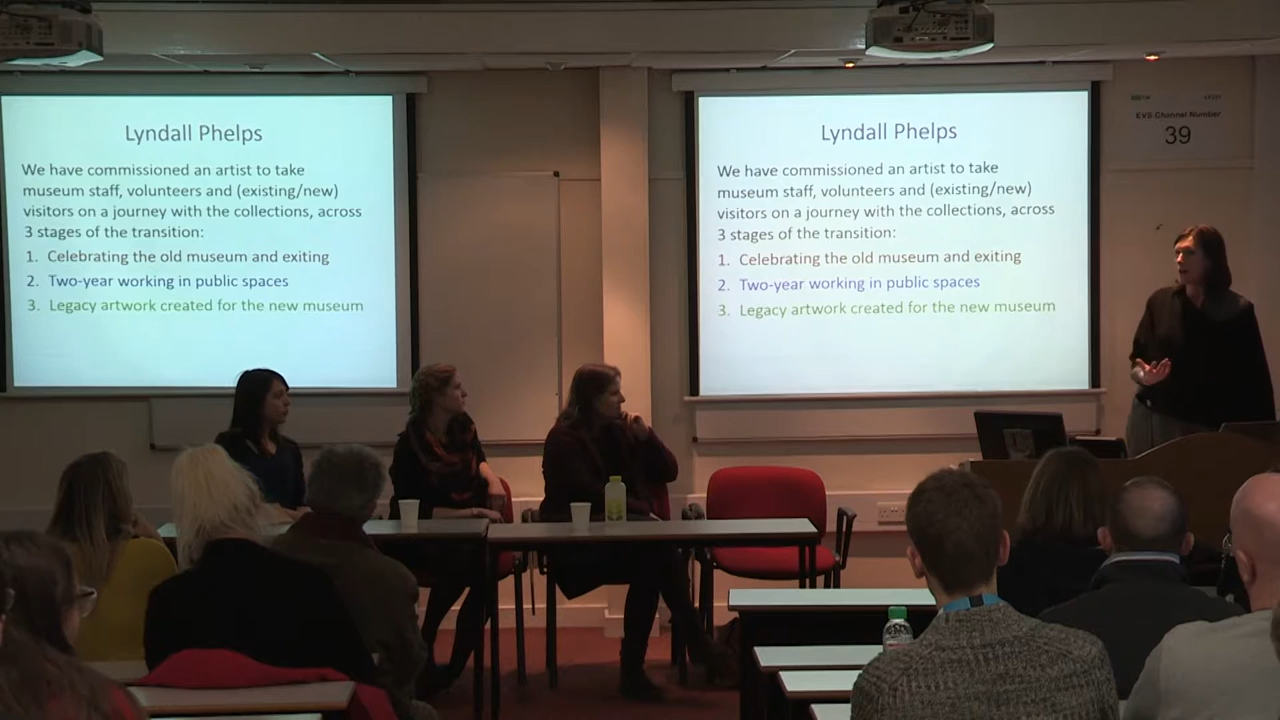 Lyndall Phelps
We have commissioned an artist to take
museum staff, volunteers and (existing/new)
visitors on a journey with the collections, across
3 stages of the transition:
1. Celebrating the old museum and exiting
2. Two-year working in public spaces
3. Legacy artwork created for the new museum
Lyndall Phelps
We have commissioned an artist to take
museum staff, volunteers and (existing/new)
visitors on a journey with the collections, across
3 stages of the transition:
1. Celebrating the old museum and exiting
2. Two-year working in public spaces
3. Legacy artwork created for the new museum
EVS Channel Number
39